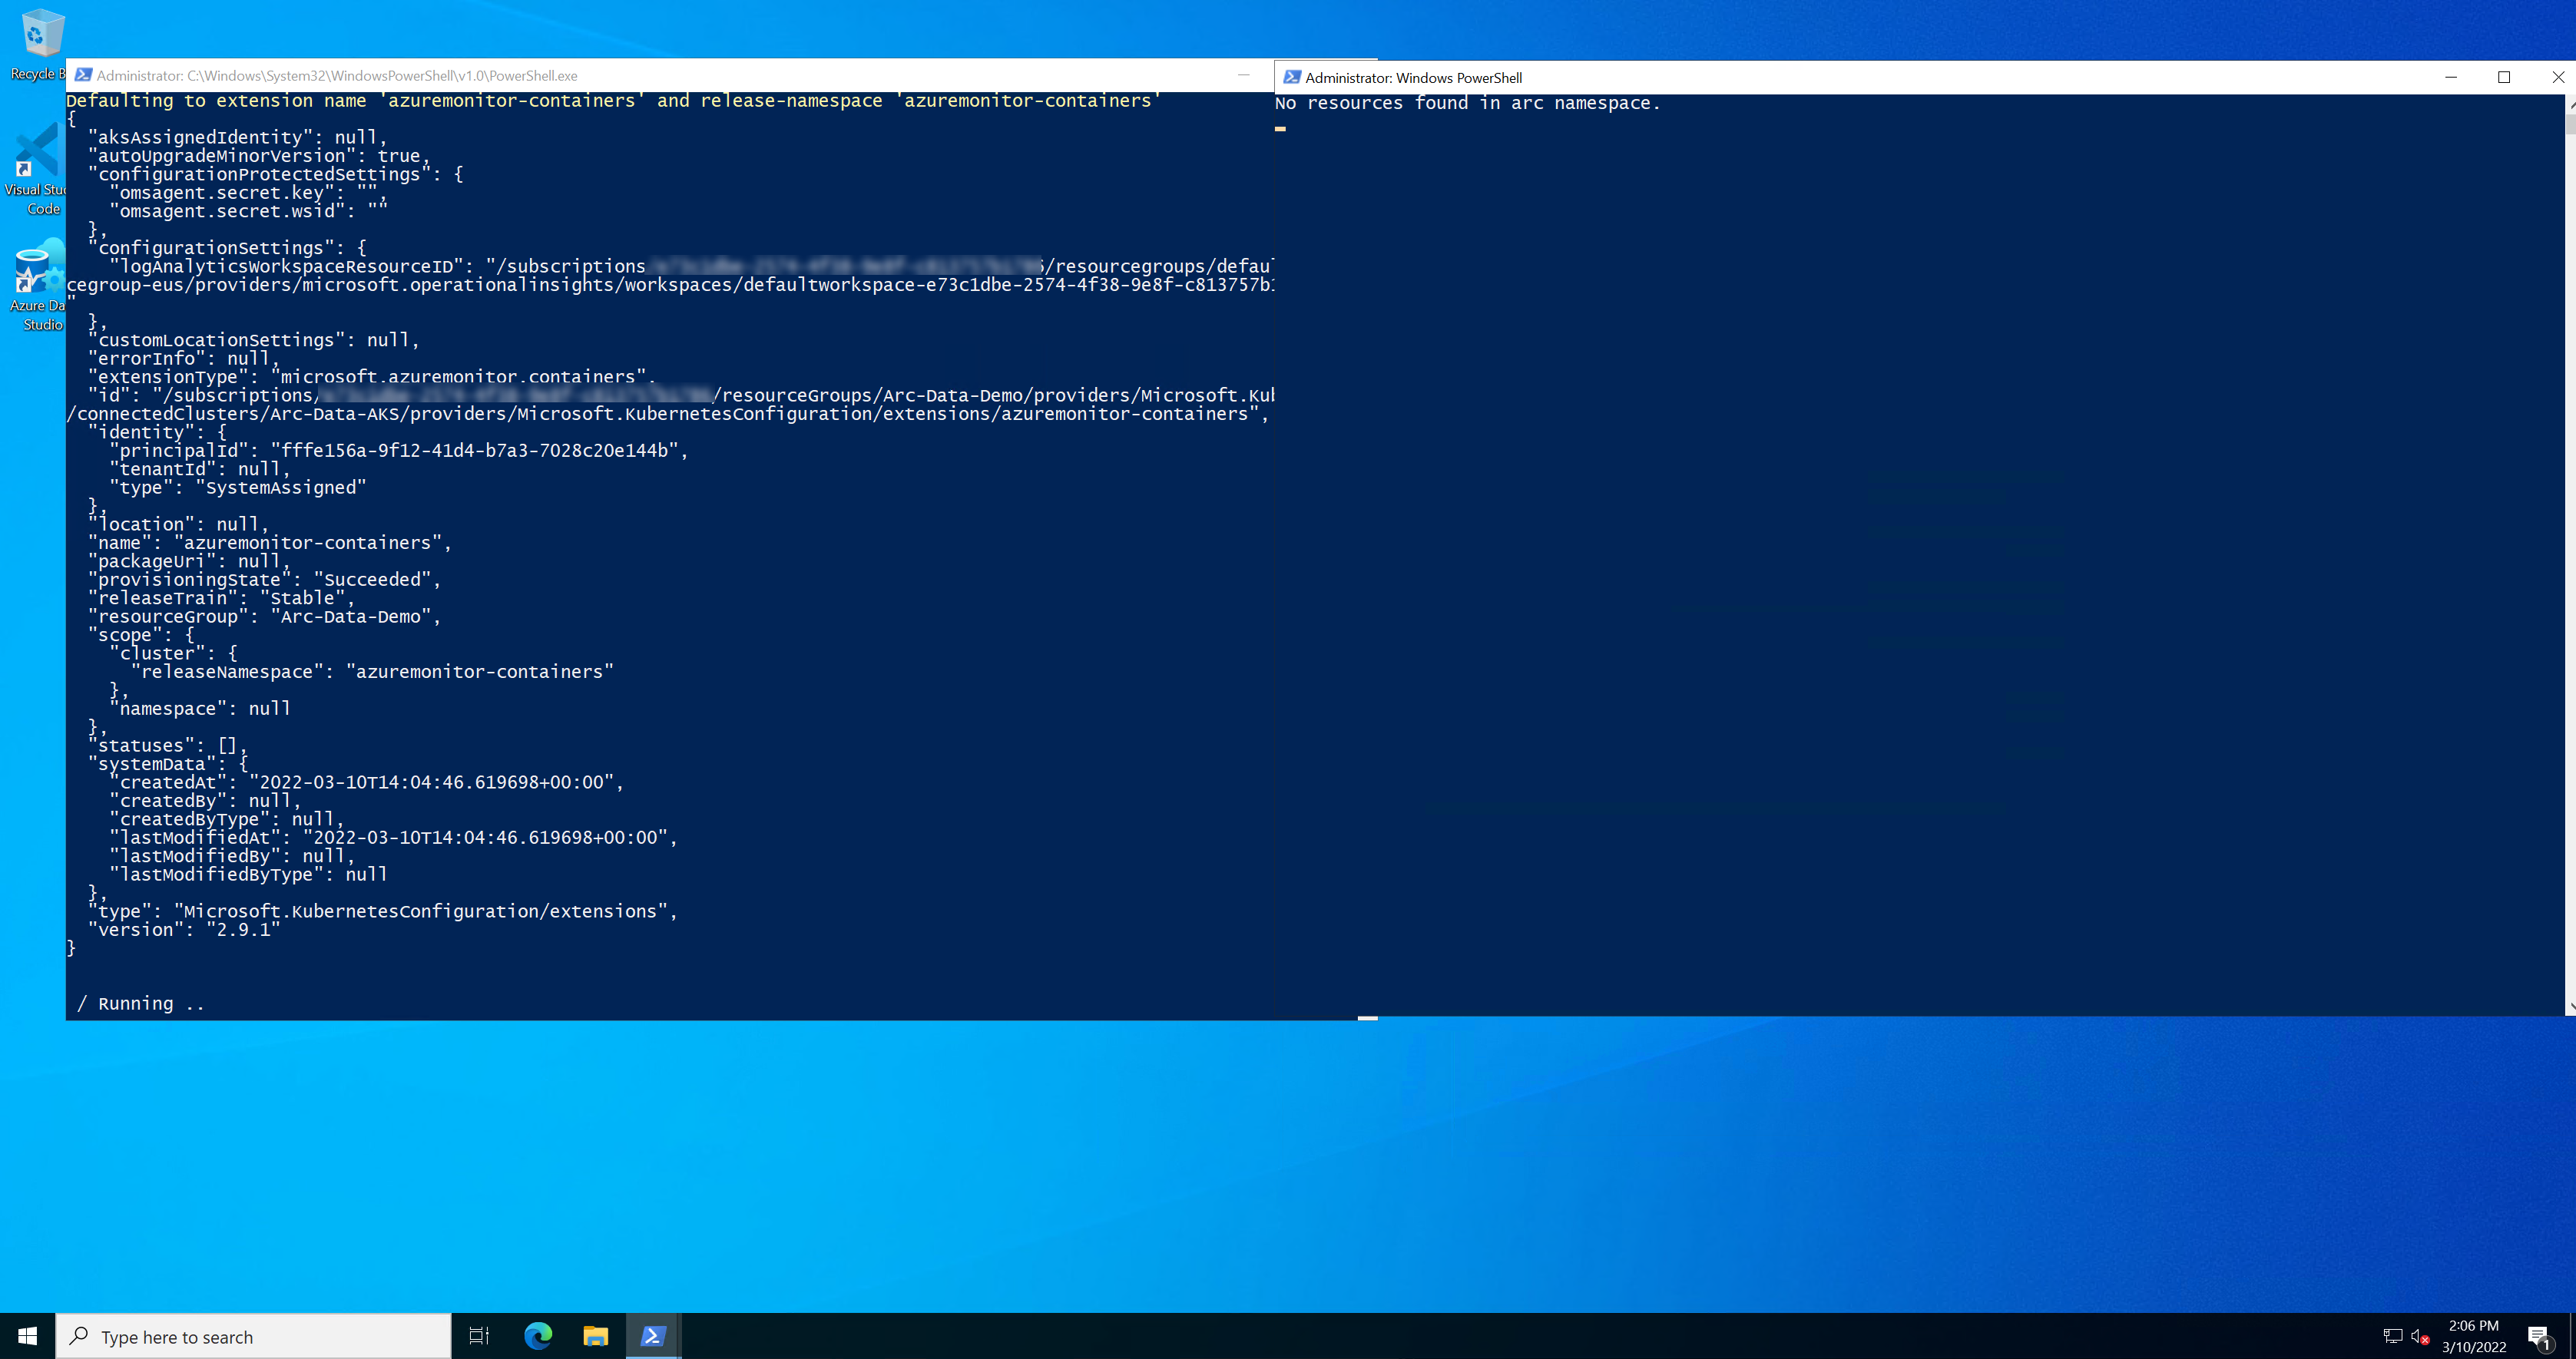 Recycle B
Visual Stu
Code
Azure Da
Studio
Administrator: C:\Windows\System32\WindowsPowerShell\v1.0\PowerShell.exe
Defaulting to extension name 'azuremonitor-containers' and release-namespace 'azuremonitor-containers'
{
  "aksAssignedIdentity": null,
  "autoUpgradeMinorVersion": true,
  "configurationProtectedSettings": {
    "omsagent.secret.key": "",
    "omsagent.secret.wsid": ""
  },
  "configurationSettings": {
    "logAnalyticsWorkspaceResourceID": "/subscriptions /resourcegroups/defaul
cegroup-eus/providers/microsoft.operationalinsights/workspaces/defaultworkspace-e73c1dbe-2574-4f38-9e8f-c813757b1
"
  },
  "customLocationSettings": null,
  "errorInfo": null,
  "extensionType": "microsoft.azuremonitor.containers",
  "id": "/subscriptions/ /resourceGroups/Arc-Data-Demo/providers/Microsoft.Kub
/connectedClusters/Arc-Data-AKS/providers/Microsoft.KubernetesConfiguration/extensions/azuremonitor-containers",
  "identity": {
    "principalId": "fffe156a-9f12-41d4-b7a3-7028c20e144b",
    "tenantId": null,
    "type": "SystemAssigned"
  },
  "location": null,
  "name": "azuremonitor-containers",
  "packageUri": null,
  "provisioningState": "Succeeded",
  "releaseTrain": "Stable",
  "resourceGroup": "Arc-Data-Demo",
  "scope": {
    "cluster": {
      "releaseNamespace": "azuremonitor-containers"
    },
    "namespace": null
  },
  "statuses": [],
  "systemData": {
    "createdAt": "2022-03-10T14:04:46.619698+00:00",
    "createdBy": null,
    "createdByType": null,
    "lastModifiedAt": "2022-03-10T14:04:46.619698+00:00",
    "lastModifiedBy": null,
    "lastModifiedByType": null
  },
  "type": "Microsoft.KubernetesConfiguration/extensions",
  "version": "2.9.1"
}
/ Running ..
Administrator: Windows PowerShell
No resources found in arc namespace.
Type here to search
2:06 PM
3/10/2022
1